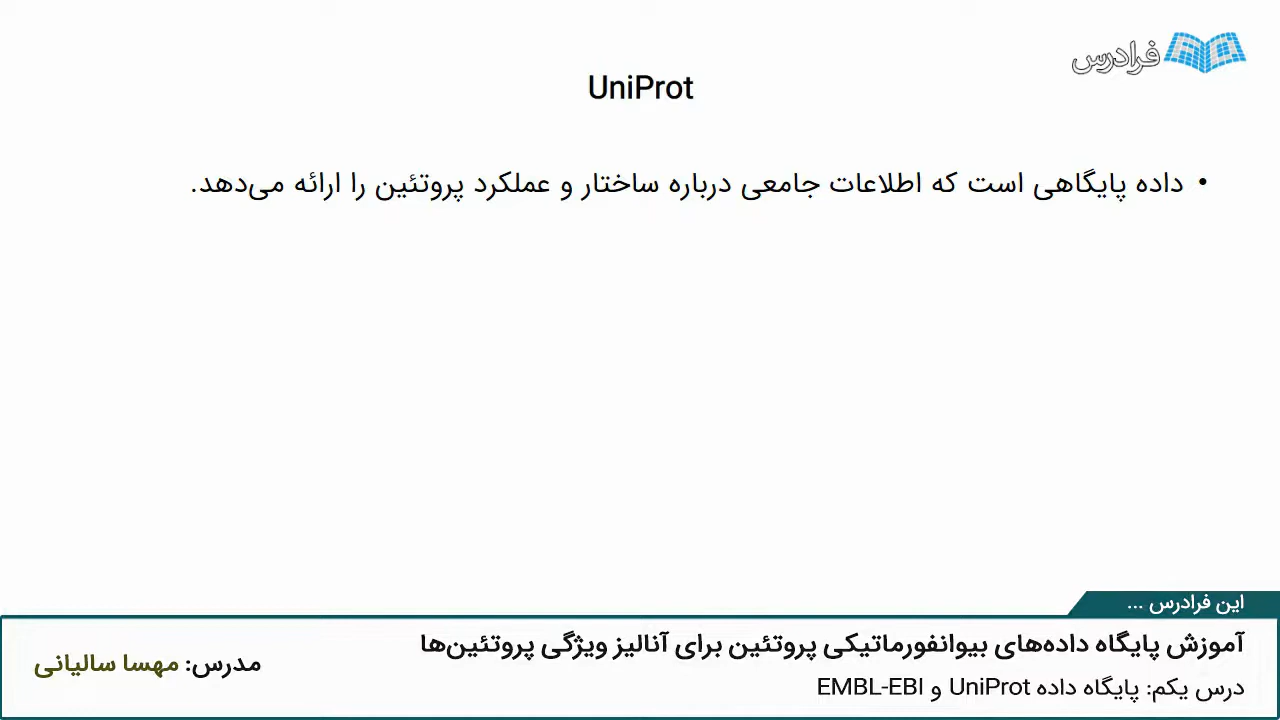 فرادرس
UniProt
• داده پایگاهی است که اطلاعات جامعی درباره ساختار و عملکرد پروتئین را ارائه می‌دهد.
این فرادرس ...
آموزش پایگاه داده‌های بیوانفورماتیکی پروتئین برای آنالیز ویژگی پروتئین‌ها
درس یکم: پایگاه داده UniProt و EMBL-EBI
مدرس: مهسا سالیانی